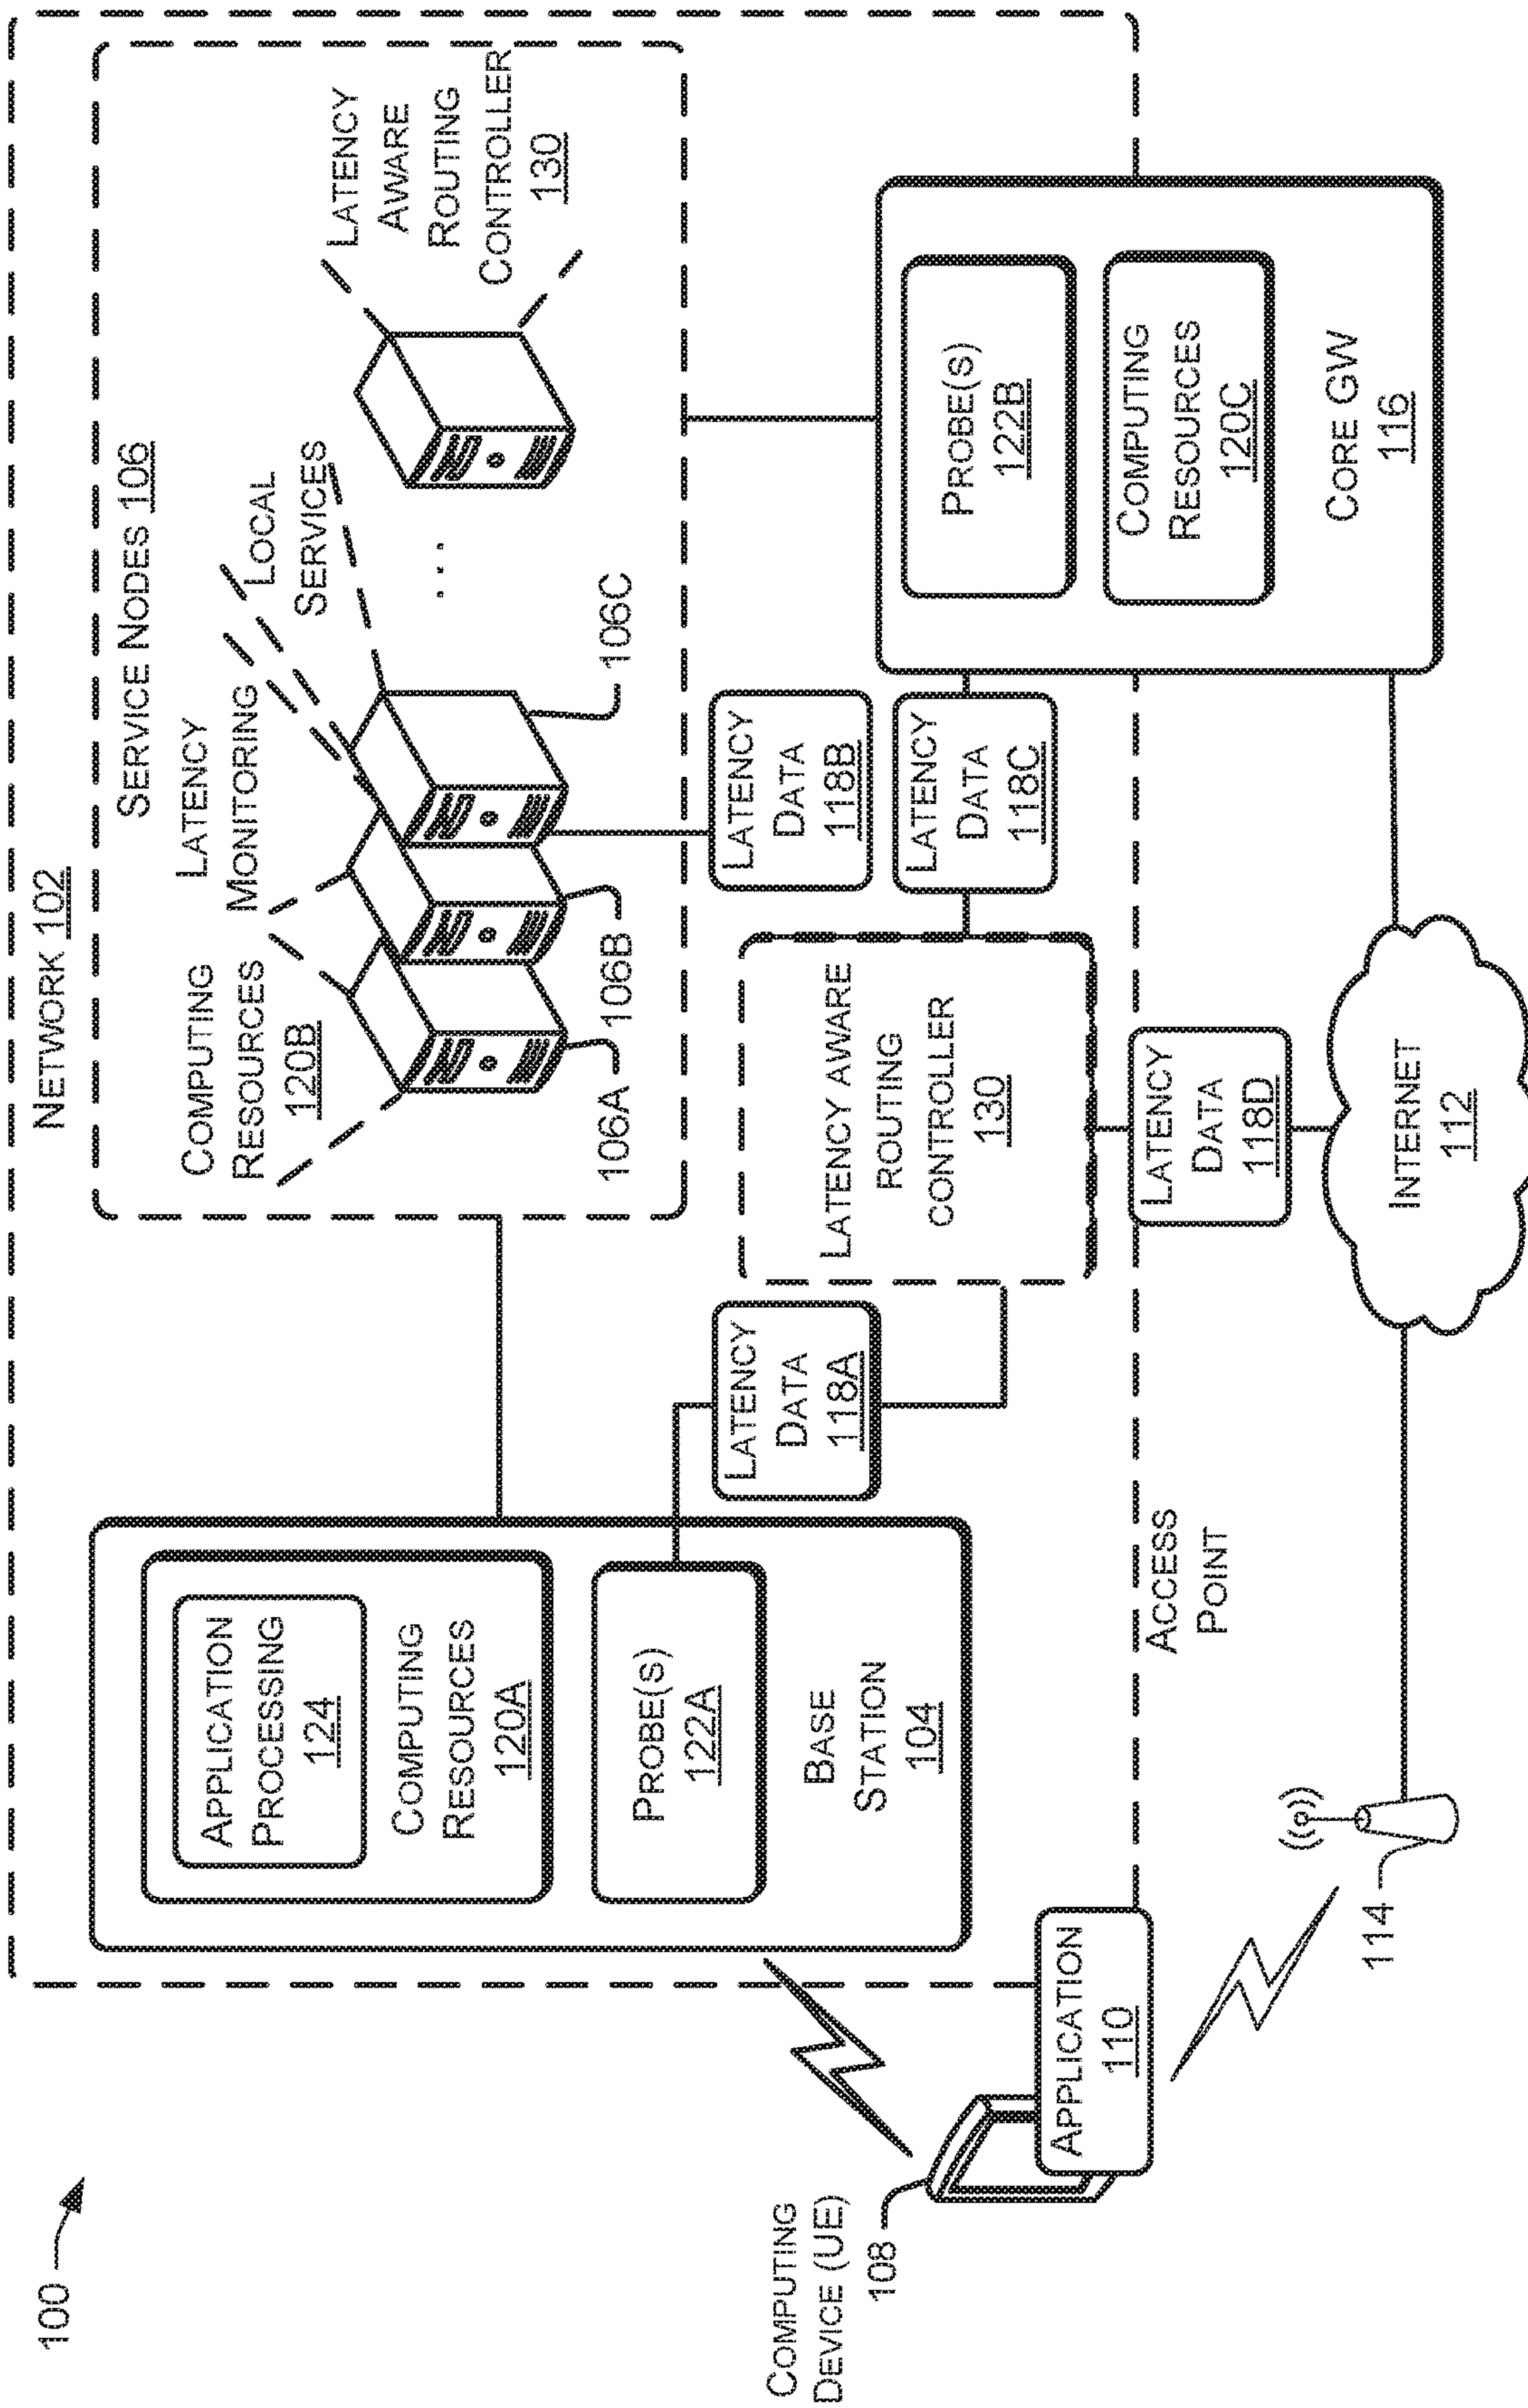 100
NETWORK 102
SERVICE NODES 106
COMPUTING
RESOURCES
120B
LATENCY
MONITORING
LOCAL
SERVICES
LATENCY
AWARE
ROUTING
CONTROLLER
130
106A
106B
106C
...
APPLICATION
PROCESSING
124
COMPUTING
RESOURCES
120A
PROBE(S)
122A
BASE
STATION
104
LATENCY
DATA
118A
LATENCY AWARE
ROUTING
CONTROLLER
130
LATENCY
DATA
118B
LATENCY
DATA
118C
PROBE(S)
122B
COMPUTING
RESOURCES
120C
CORE GW
116
COMPUTING
DEVICE (UE)
108
APPLICATION
110
ACCESS
POINT
114
LATENCY
DATA
118D
INTERNET
112